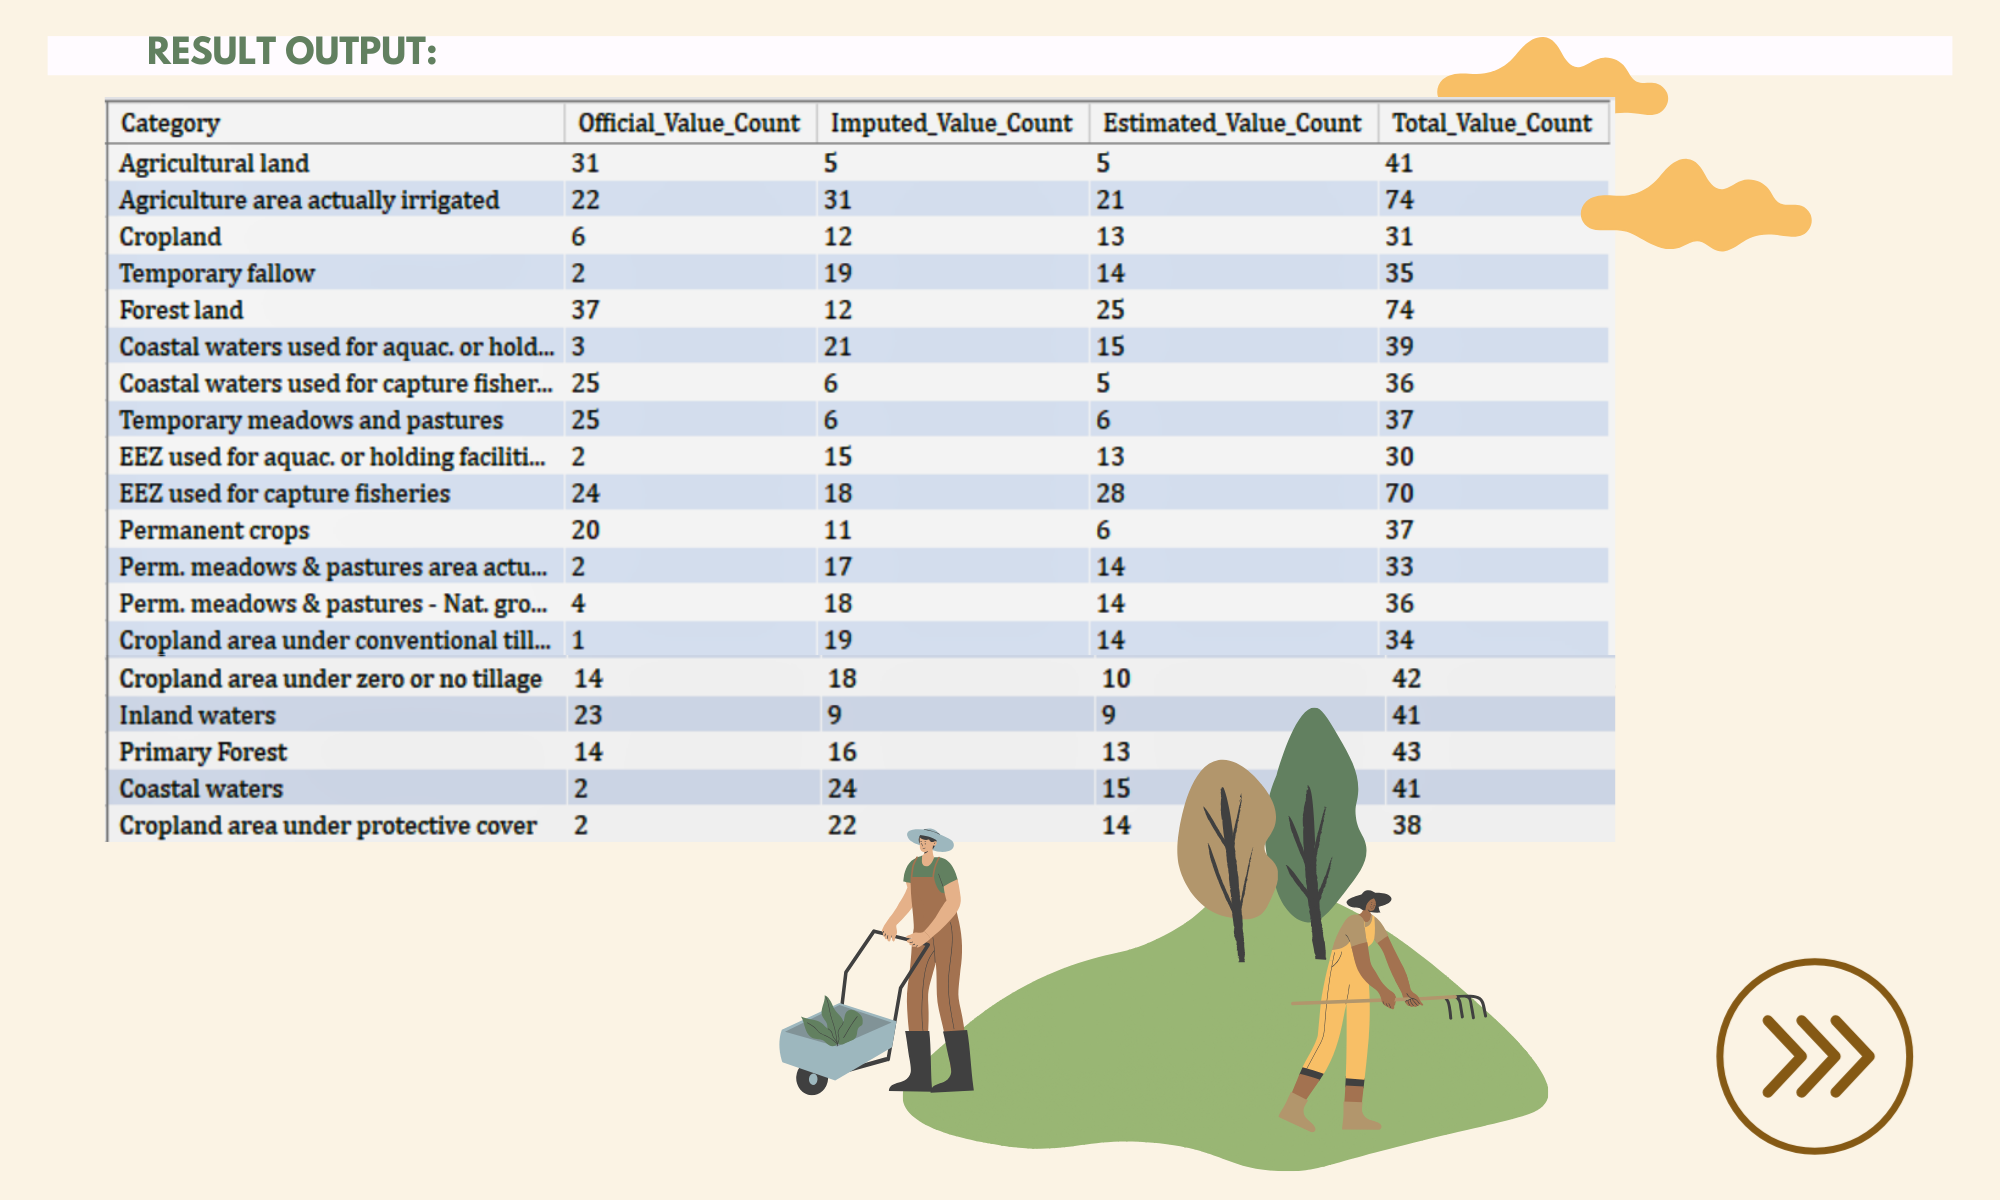 RESULT OUTPUT:
Category Official_Value_Count Imputed_Value_Count Estimated_Value_Count Total_Value_Count
Agricultural land 31 5 5 41
Agriculture area actually irrigated 22 31 21 74
Cropland 6 12 13 31
Temporary fallow 2 19 14 35
Forest land 37 12 25 74
Coastal waters used for aquac. or hold... 3 21 15 39
Coastal waters used for capture fisher... 25 6 5 36
Temporary meadows and pastures 25 6 6 37
EEZ used for aquac. or holding faciliti... 2 15 13 30
EEZ used for capture fisheries 24 18 28 70
Permanent crops 20 11 6 37
Perm. meadows & pastures area actu... 2 17 14 33
Perm. meadows & pastures - Nat. gro... 4 18 14 36
Cropland area under conventional till... 1 19 14 34
Cropland area under zero or no tillage 14 18 10 42
Inland waters 23 9 9 41
Primary Forest 14 16 13 43
Coastal waters 2 24 15 41
Cropland area under protective cover 2 22 14 38